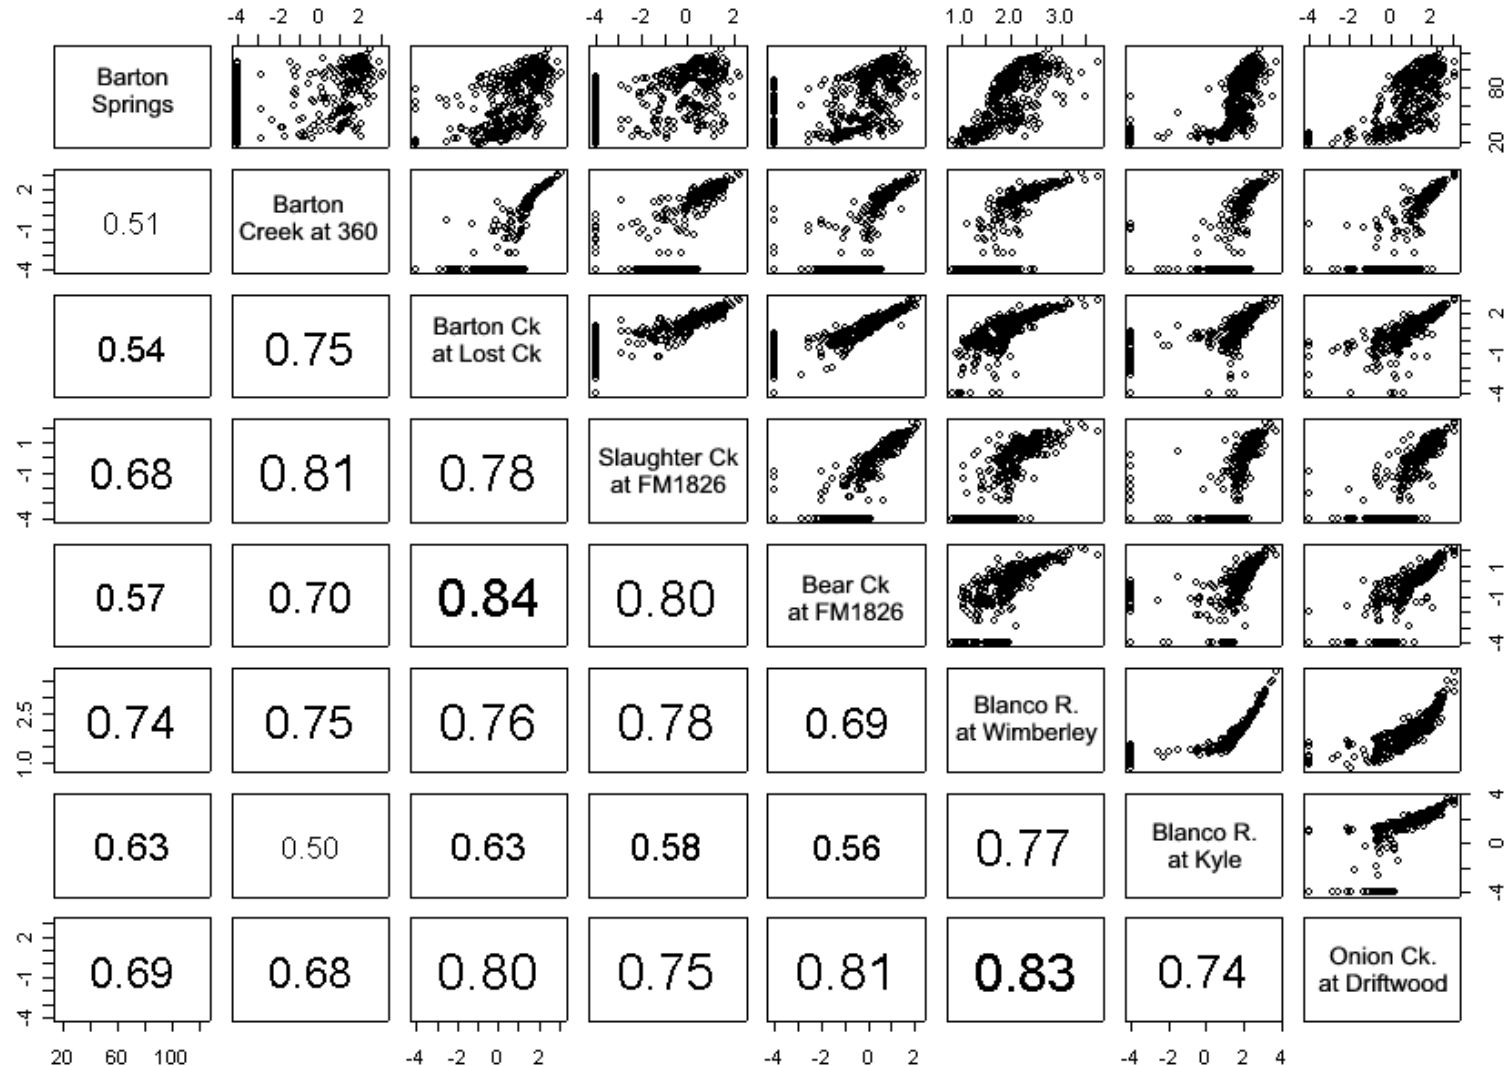 -4 -2 0 2 -4 -2 0 2 1.0 2.0 3.0 -4 -2 0 2
Barton
Springs
20 80
-4 -1 2
0.51
Barton
Creek at 360
0.54 0.75
Barton Ck
at Lost Ck
-4 -1 2
-4 -1 1
0.68 0.81 0.78
Slaughter Ck
at FM1826
0.57 0.70 0.84 0.80
Bear Ck
at FM1826
-4 -1 1
1.0 2.5
0.74 0.75 0.76 0.78 0.69
Blanco R.
at Wimberley
0.63 0.50 0.63 0.58 0.56 0.77
Blanco R.
at Kyle
-4 0 4
-4 -1 2
0.69 0.68 0.80 0.75 0.81 0.83 0.74
Onion Ck.
at Driftwood
20 60 100 -4 -2 0 2 -4 -2 0 2 -4 0 2 4